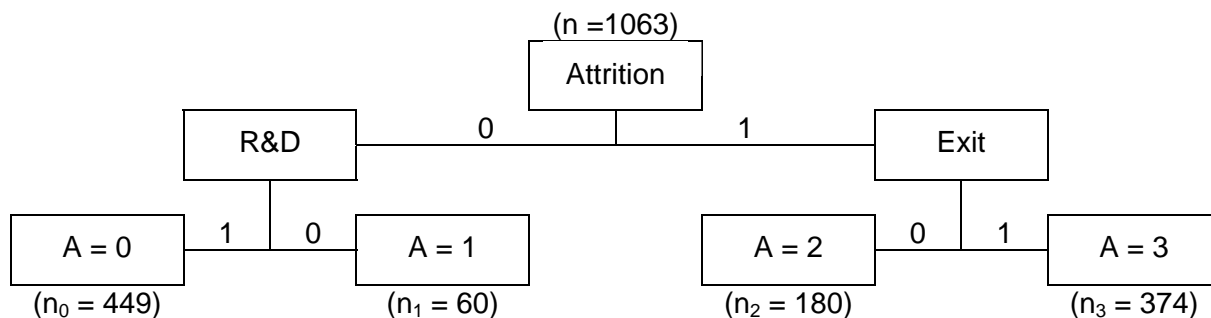 (n =1063)
Attrition
0 1
R&D Exit
1 0 0 1
A = 0 A = 1 A = 2 A = 3
(n₀ = 449) (n₁ = 60) (n₂ = 180) (n₃ = 374)